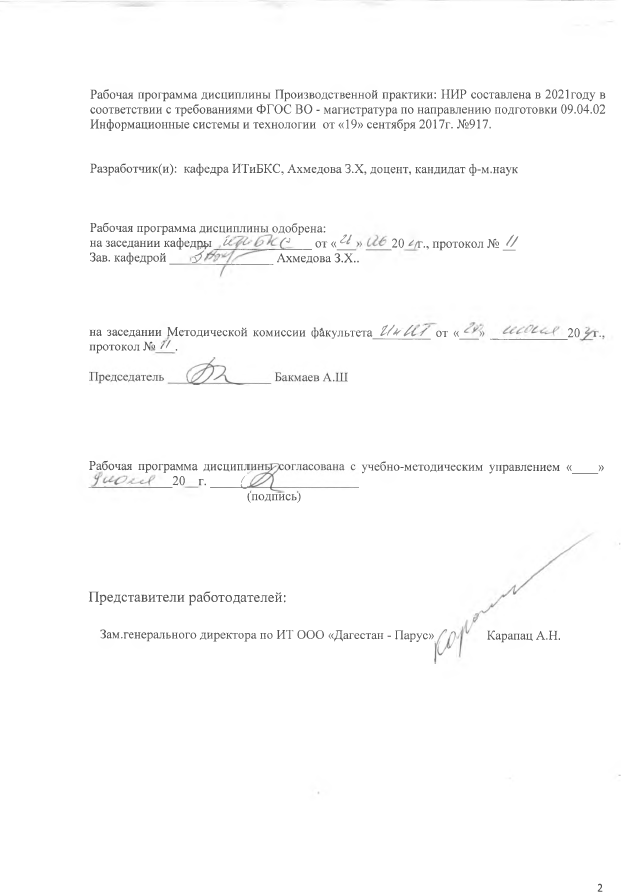 Рабочая программа дисциплины Производственной практики: НИР составлена в 2021году в
соответствии с требованиями ФГОС ВО - магистратура по направлению подготовки 09.04.02
Информационные системы и технологии от «19» сентября 2017г. №917.
Разработчик(и): кафедра ИТиБКС, Ахмедова З.Х, доцент, кандидат ф-м.наук
Рабочая программа дисциплины одобрена:
на заседании кафедры ИТиБКС от « » 06 20 г., протокол № 11
Зав. кафедрой Ахмедова З.Х..
на заседании Методической комиссии факультета ИиИТ от « » июня 20 г.,
протокол № 11.
Председатель Бакмаев А.Ш
Рабочая программа дисциплины согласована с учебно-методическим управлением «____»
20__г.
(подпись)
Представители работодателей:
Зам.генерального директора по ИТ ООО «Дагестан - Парус» Карапац А.Н.
2